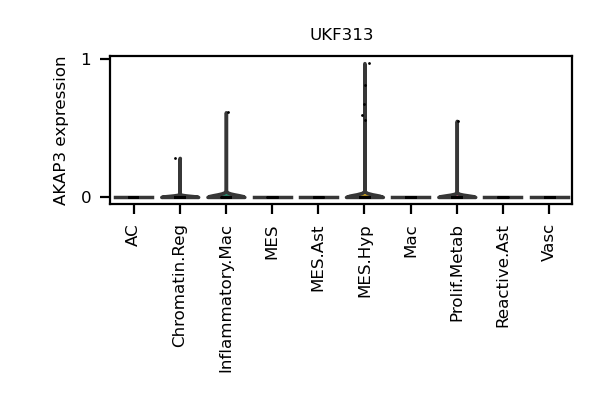 UKF313
AKAP3 expression
1
0
AC
Chromatin.Reg
Inflammatory.Mac
MES
MES.Ast
MES.Hyp
Mac
Prolif.Metab
Reactive.Ast
Vasc